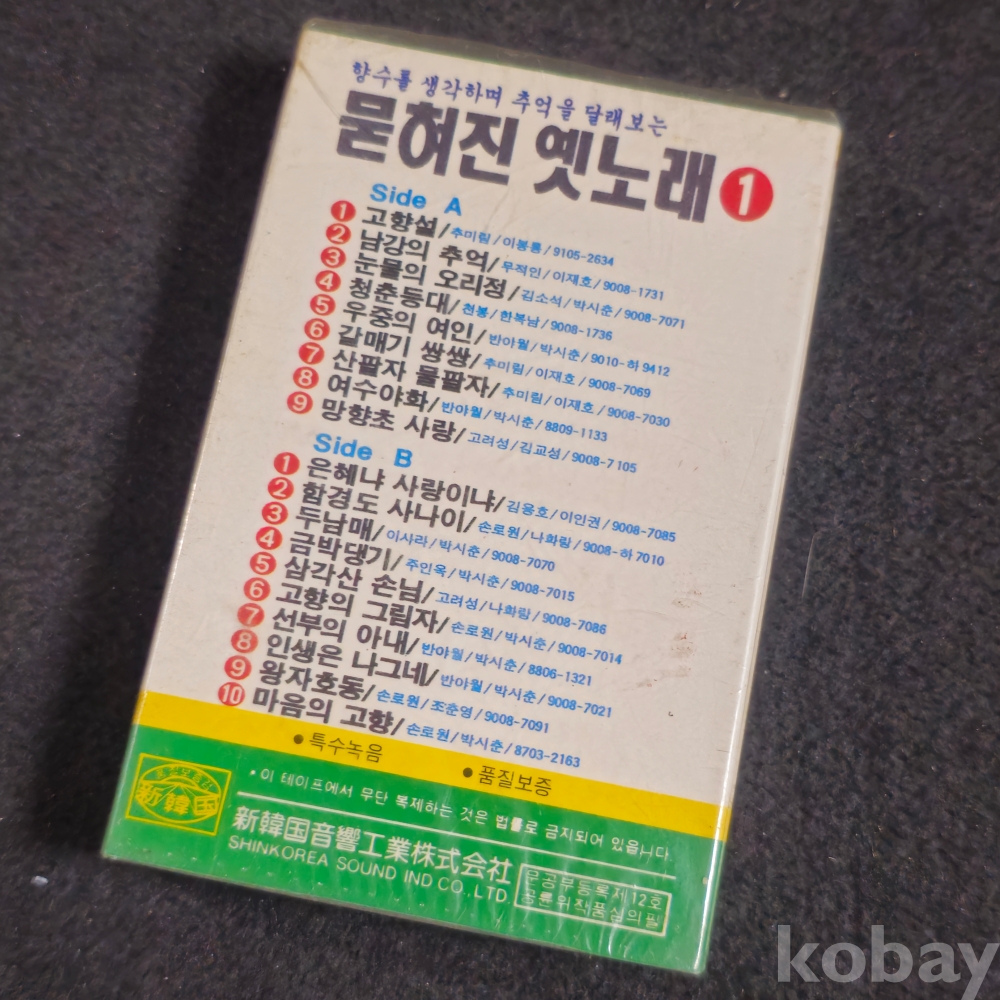 향수를 생각하며 추억을 달래보는
묻혀진 옛노래 1
Side A
1 고향설/추미림/이봉룡/9105-2634
2 남강의 추억/무적인/이재호/9008-1731
3 눈물의 오리정/김소석/박시춘/9008-7071
4 청춘등대/천봉/한복남/9008-1736
5 우중의 여인/반야월/박시춘/9010-하9412
6 갈매기 쌍쌍/추미림/이재호/9008-7069
7 산팔자 물팔자/추미림/이재호/9008-7030
8 여수야화/반야월/박시춘/8809-1133
9 망향초 사랑/고려성/김교성/9008-7105
Side B
1 은혜냐 사랑이냐/김용호/이인권/9008-7085
2 함경도 사나이/손로원/나화랑/9008-하7010
3 두남매/이사라/박시춘/9008-7070
4 금박댕기/주인옥/박시춘/9008-7015
5 삼각산 손님/고려성/나화랑/9008-7086
6 고향의 그림자/손로원/박시춘/9008-7014
7 선부의 아내/반야월/박시춘/8806-1321
8 인생은 나그네/반야월/박시춘/9008-7021
9 왕자호동/손로원/조춘영/9008-7091
10 마음의 고향/손로원/박시춘/8703-2163
• 특수녹음 • 품질보증
新韓国
• 이 테이프에서 무단 복제하는 것은 법률로 금지되어 있읍니다
新韓国音響工業株式会社
SHINKOREA SOUND IND CO., LTD.
문공부등록제12호
공륜위작품심의필
kobay